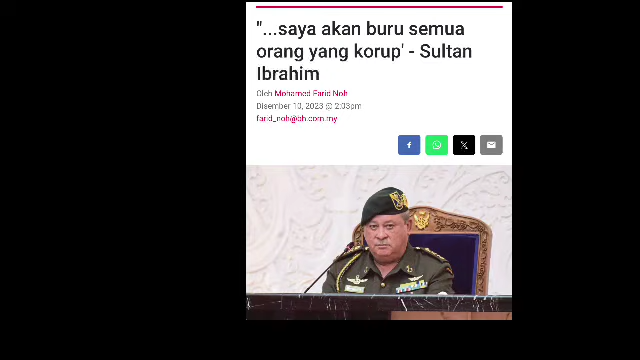 "...saya akan buru semua
orang yang korup' - Sultan
Ibrahim
Oleh Mohamed Farid Noh
Disember 10, 2023 @ 2:03pm
farid_noh@bh.com.my